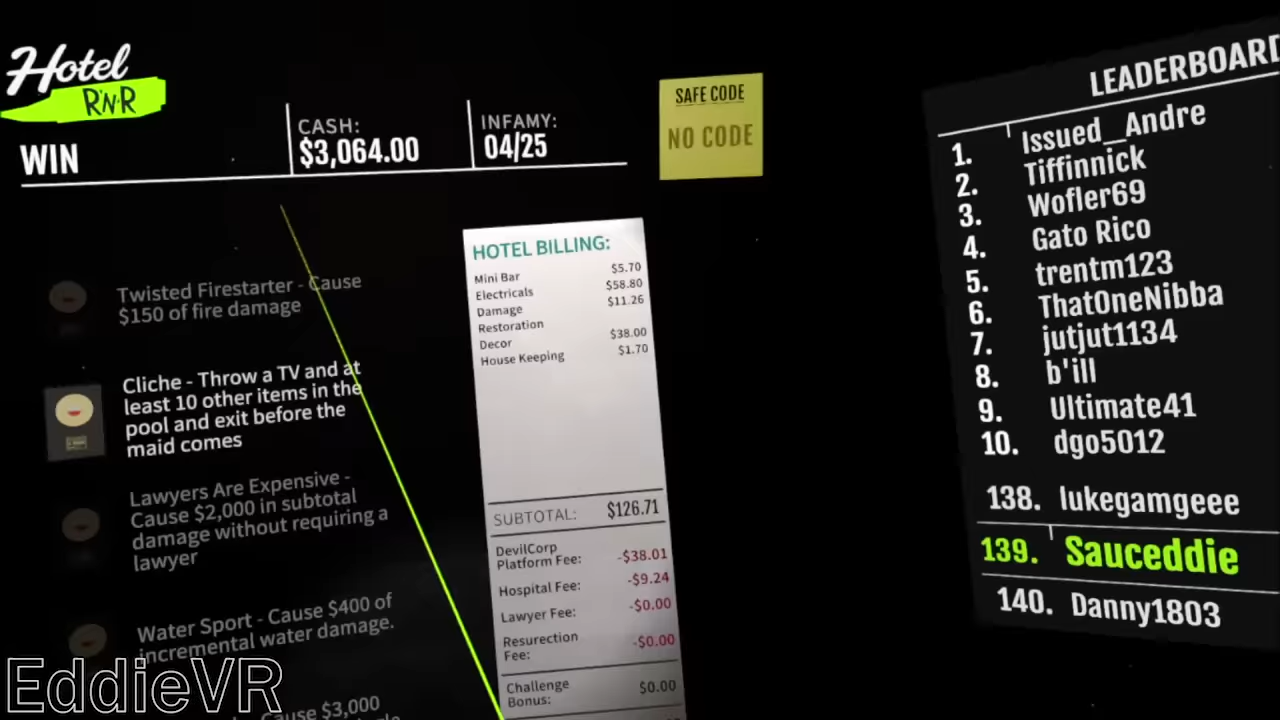 Hotel
R'N'R
WIN
CASH:
$3,064.00
INFAMY:
04/25
SAFE CODE
NO CODE
Twisted Firestarter - Cause
$150 of fire damage
Cliche - Throw a TV and at
least 10 other items in the
pool and exit before the
maid comes
Lawyers Are Expensive -
Cause $2,000 in subtotal
damage without requiring a
lawyer
Water Sport - Cause $400 of
incremental water damage.
Cause $3,000
HOTEL BILLING:
Mini Bar $5.70
Electricals $58.80
Damage $11.26
Restoration
Decor $38.00
House Keeping $1.70
SUBTOTAL: $126.71
DevilCorp
Platform Fee: -$38.01
Hospital Fee: -$9.24
Lawyer Fee: -$0.00
Resurection
Fee: -$0.00
Challenge
Bonus: $0.00
LEADERBOARD
1. Issued__Andre
2. Tiffinnick
3. Wofler69
4. Gato Rico
5. trentm123
6. ThatOneNibba
7. jutjut1134
8. b'ill
9. Ultimate41
10. dgo5012
138. lukegamgeee
139. Sauceddie
140. Danny1803
EddieVR